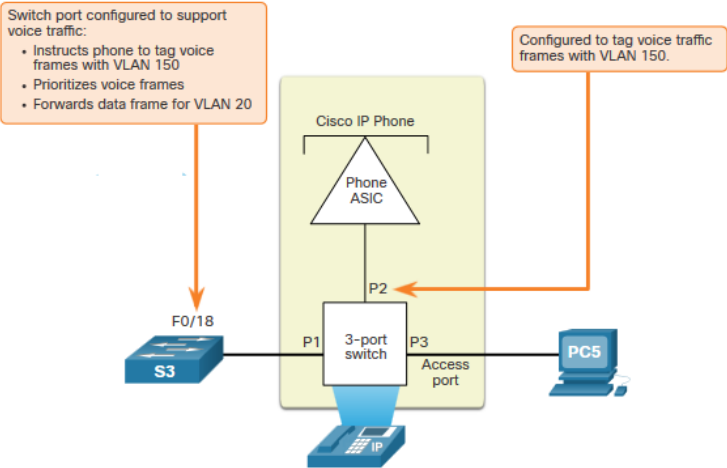 Switch port configured to support
voice traffic:
• Instructs phone to tag voice
frames with VLAN 150
• Prioritizes voice frames
• Forwards data frame for VLAN 20
Configured to tag voice traffic
frames with VLAN 150.
Cisco IP Phone
Phone
ASIC
P2
F0/18
P1
3-port
switch
P3
Access
port
S3
PC5
IP